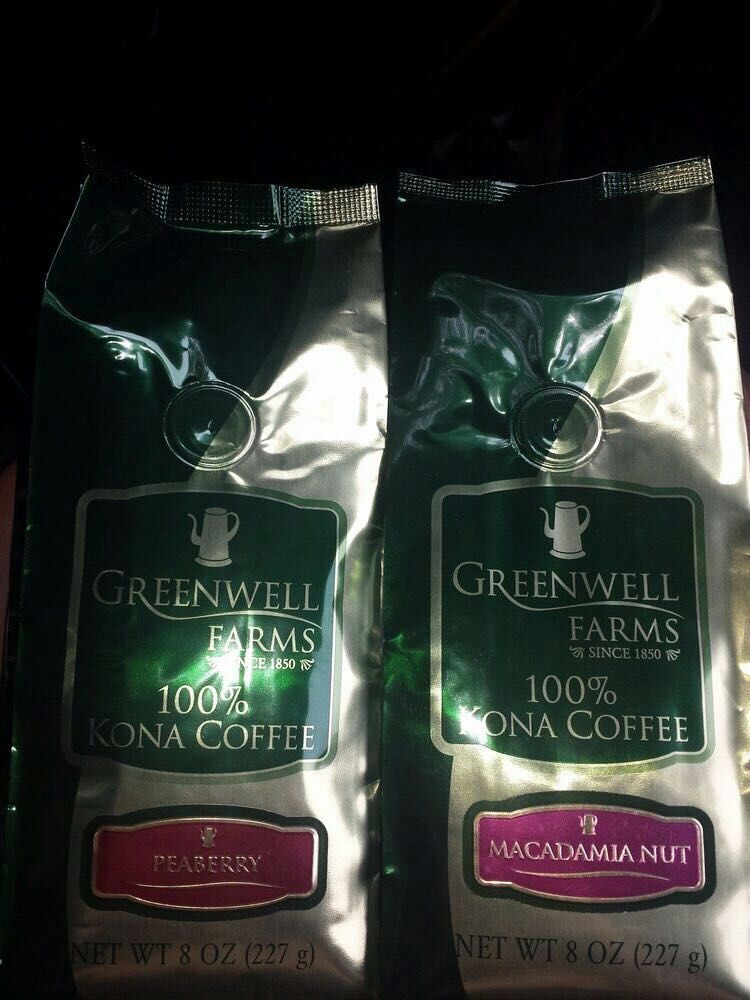 GREENWELL
FARMS
SINCE 1850
100%
KONA COFFEE
PEABERRY
NET WT 8 OZ (227 g)
GREENWELL
FARMS
SINCE 1850
100%
KONA COFFEE
MACADAMIA NUT
NET WT 8 OZ (227 g)